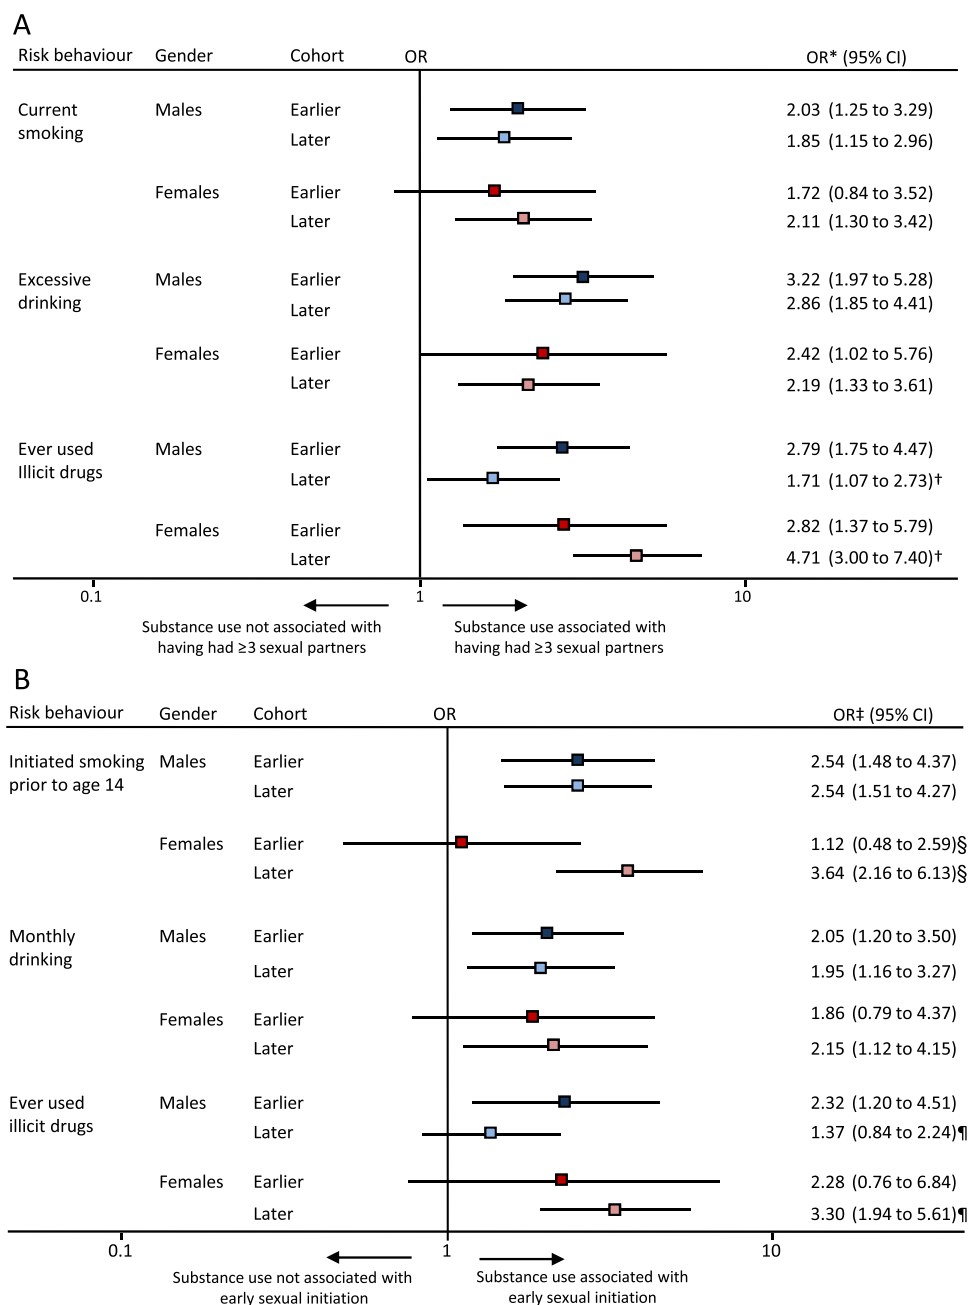 A
Risk behaviour Gender Cohort OR OR* (95% CI)
Current Males Earlier 2.03 (1.25 to 3.29)
smoking
Later 1.85 (1.15 to 2.96)
Females Earlier 1.72 (0.84 to 3.52)
Later 2.11 (1.30 to 3.42)
Excessive Males Earlier 3.22 (1.97 to 5.28)
drinking
Later 2.86 (1.85 to 4.41)
Females Earlier 2.42 (1.02 to 5.76)
Later 2.19 (1.33 to 3.61)
Ever used Males Earlier 2.79 (1.75 to 4.47)
Illicit drugs
Later 1.71 (1.07 to 2.73)†
Females Earlier 2.82 (1.37 to 5.79)
Later 4.71 (3.00 to 7.40)†
0.1 1 10
Substance use not associated with
having had ≥3 sexual partners
Substance use associated with
having had ≥3 sexual partners
B
Risk behaviour Gender Cohort OR OR‡ (95% CI)
Initiated smoking Males Earlier 2.54 (1.48 to 4.37)
prior to age 14
Later 2.54 (1.51 to 4.27)
Females Earlier 1.12 (0.48 to 2.59)§
Later 3.64 (2.16 to 6.13)§
Monthly Males Earlier 2.05 (1.20 to 3.50)
drinking
Later 1.95 (1.16 to 3.27)
Females Earlier 1.86 (0.79 to 4.37)
Later 2.15 (1.12 to 4.15)
Ever used Males Earlier 2.32 (1.20 to 4.51)
illicit drugs
Later 1.37 (0.84 to 2.24)¶
Females Earlier 2.28 (0.76 to 6.84)
Later 3.30 (1.94 to 5.61)¶
0.1 1 10
Substance use not associated with
early sexual initiation
Substance use associated with
early sexual initiation